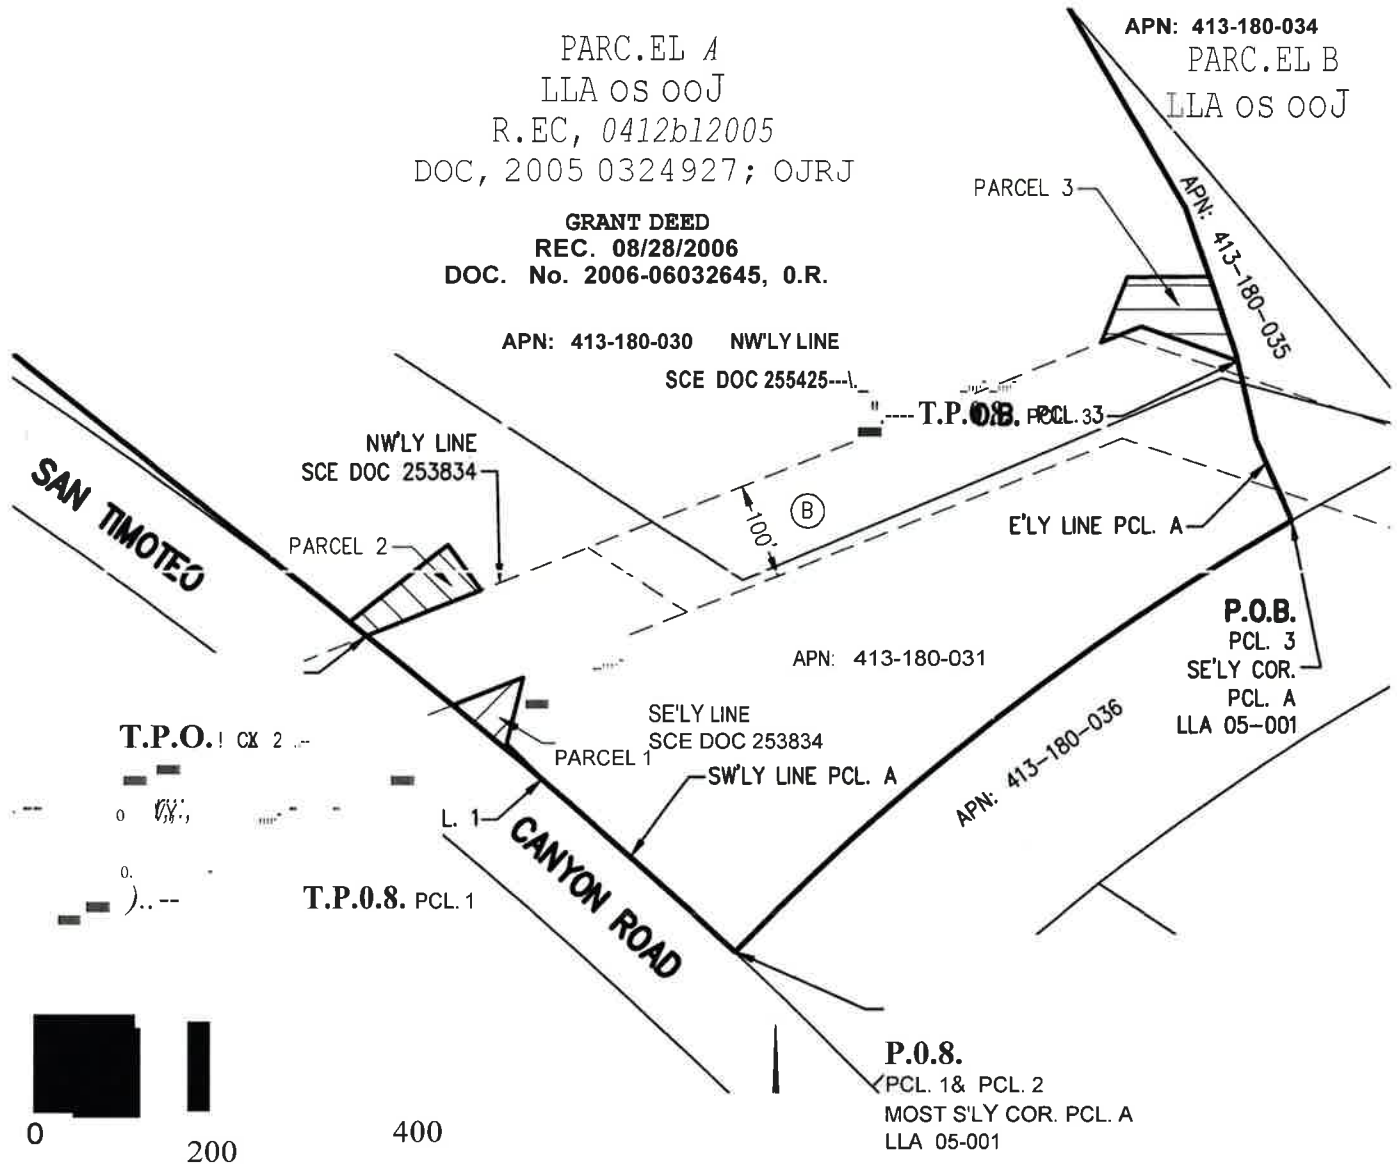 PARC.EL A
LLA OS OOJ
R.EC, 0412b12005
DOC, 2005 0324927; OJRJ
GRANT DEED
REC. 08/28/2006
DOC. No. 2006-06032645, 0.R.
APN: 413-180-030 NW'LY LINE
SCE DOC 255425---\._
APN: 413-180-034
PARC.EL B
LLA OS OOJ
PARCEL 3
APN: 413-180-035
T.P.O.B. PCL. 3
NW'LY LINE
SCE DOC 253834
SAN TIMOTEO
PARCEL 2
100'
B
E'LY LINE PCL. A
P.O.B.
PCL. 3
SE'LY COR.
PCL. A
LLA 05-001
APN: 413-180-031
SE'LY LINE
SCE DOC 253834
PARCEL 1
SW'LY LINE PCL. A
APN: 413-180-036
T.P.O.! CX 2 .--
L. 1
CANYON ROAD
T.P.0.8. PCL. 1
P.0.8.
PCL. 1& PCL. 2
MOST S'LY COR. PCL. A
LLA 05-001
0
200
400